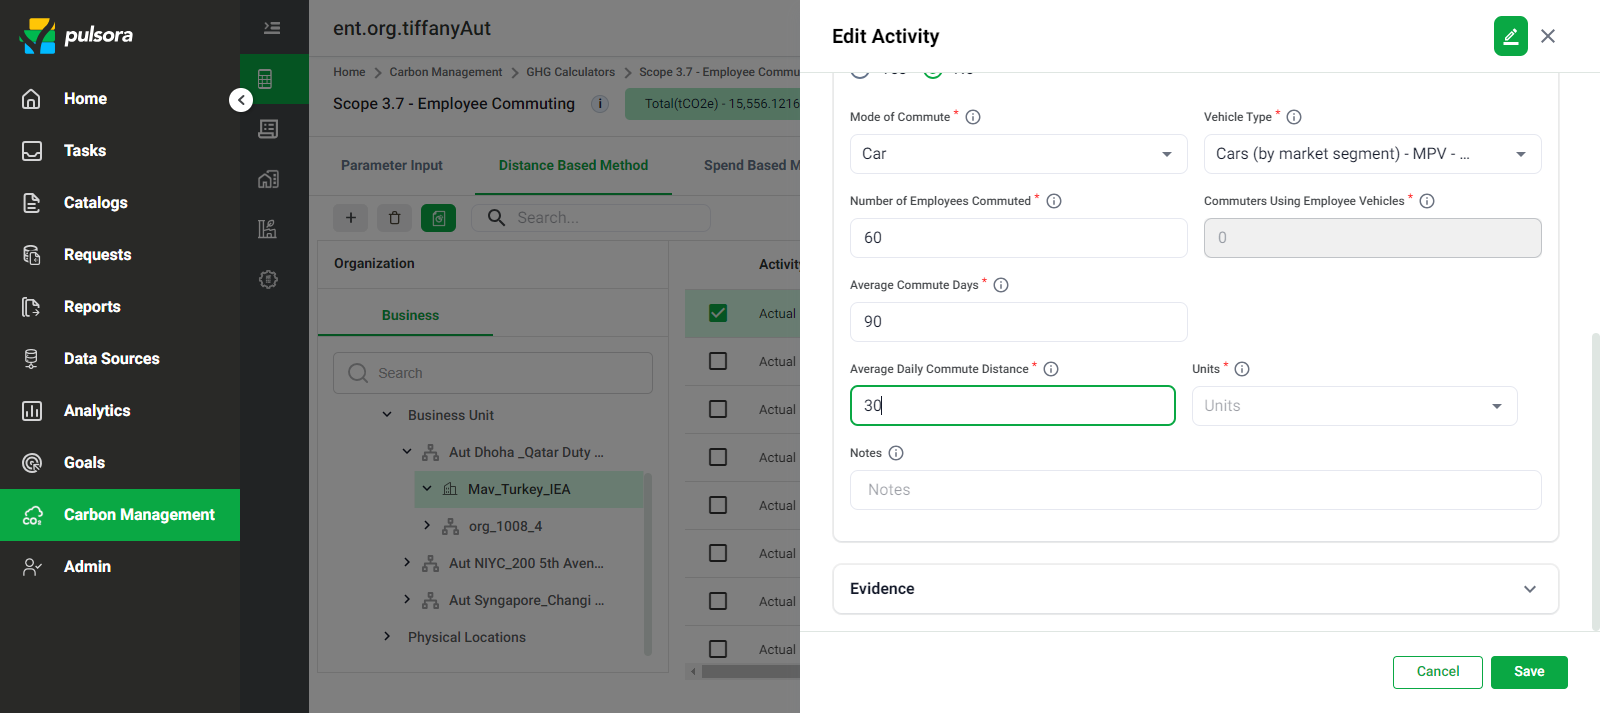 pulsora
Home
Tasks
Catalogs
Requests
Reports
Data Sources
Analytics
Goals
Carbon Management
Admin
ent.org.tiffanyAut
Home > Carbon Management > GHG Calculators > Scope 3.7 - Employee Commu
Scope 3.7 - Employee Commuting
Total(tCO2e) - 15,556.1216
Parameter Input
Distance Based Method
Spend Based M
Search...
Organization
Business
Search
Business Unit
Aut Dhoha _Qatar Duty ...
Mav_Turkey_IEA
org_1008_4
Aut NIYC_200 5th Aven...
Aut Syngapore_Changi ...
Physical Locations
Activity
Actual
Actual
Actual
Actual
Actual
Actual
Actual
Actual
Edit Activity
Mode of Commute *
Car
Vehicle Type *
Cars (by market segment) - MPV - ...
Number of Employees Commuted *
60
Commuters Using Employee Vehicles *
0
Average Commute Days *
90
Average Daily Commute Distance *
30
Units *
Units
Notes
Notes
Evidence
Cancel
Save